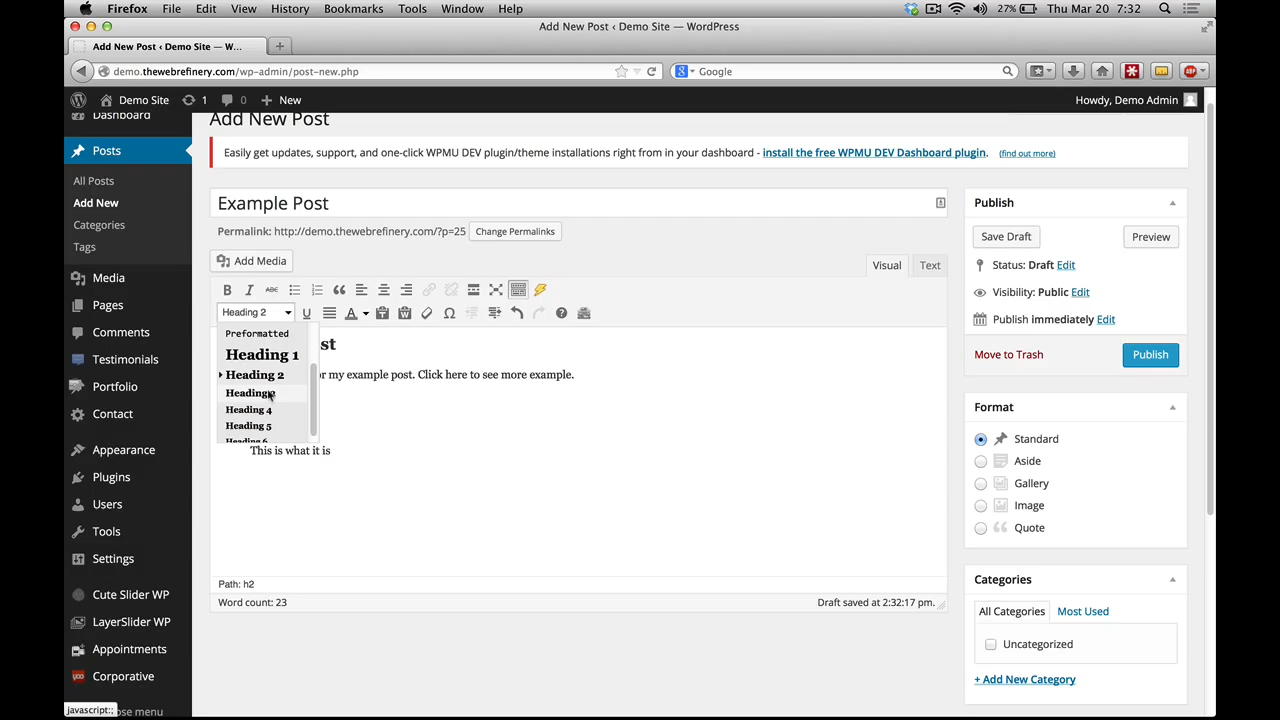 Firefox File Edit View History Bookmarks Tools Window Help 27% Thu Mar 20 7:32
Add New Post ‹ Demo Site — WordPress
Add New Post ‹ Demo Site — W...
demo.thewebrefinery.com/wp-admin/post-new.php Google
Demo Site 1 0 New Howdy, Demo Admin
Dashboard
Posts
All Posts
Add New
Categories
Tags
Media
Pages
Comments
Testimonials
Portfolio
Contact
Appearance
Plugins
Users
Tools
Settings
Cute Slider WP
LayerSlider WP
Appointments
Corporative
menu
javascript:;
Add New Post
Easily get updates, support, and one-click WPMU DEV plugin/theme installations right from in your dashboard - install the free WPMU DEV Dashboard plugin. (find out more)
Example Post
Permalink: http://demo.thewebrefinery.com/?p=25 Change Permalinks
Add Media
Visual Text
B I ABC
Heading 2 U A
Preformatted
Heading 1
Heading 2
Heading 3
Heading 4
Heading 5
Heading 6
st
r my example post. Click here to see more example.
This is what it is
Path: h2
Word count: 23 Draft saved at 2:32:17 pm.
Publish
Save Draft Preview
Status: Draft Edit
Visibility: Public Edit
Publish immediately Edit
Move to Trash Publish
Format
Standard
Aside
Gallery
Image
Quote
Categories
All Categories Most Used
Uncategorized
+ Add New Category